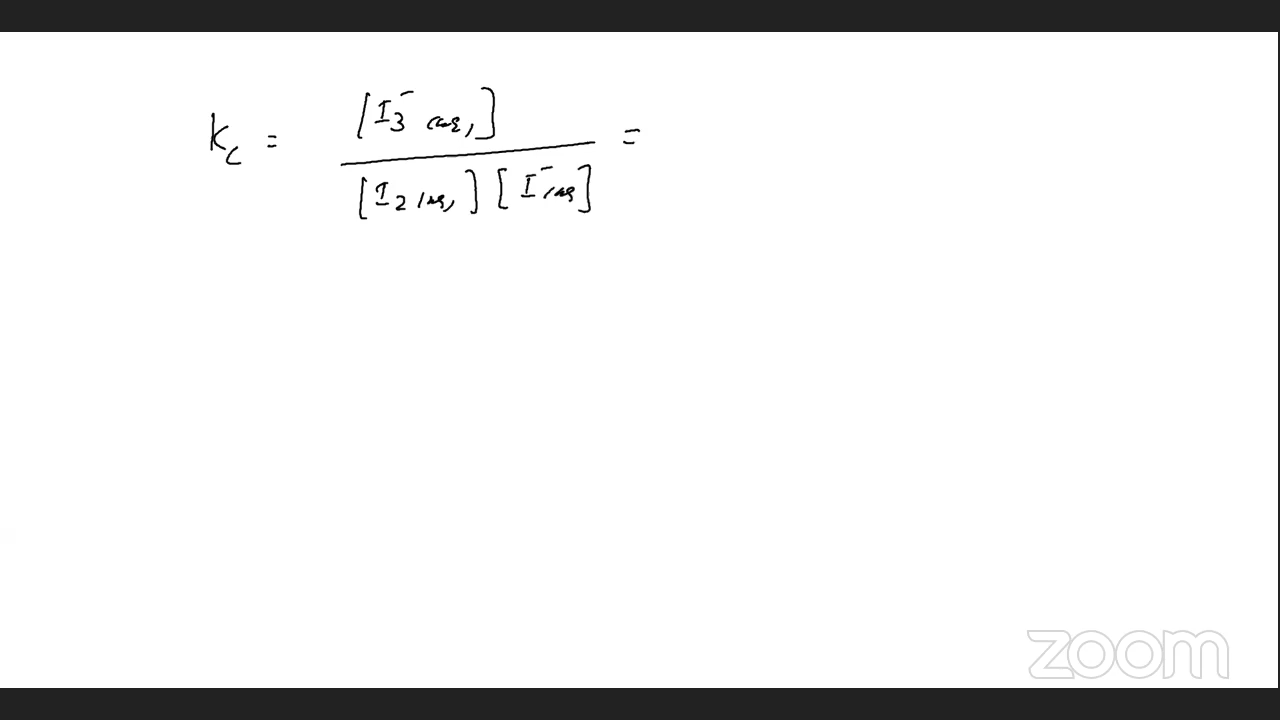 Kc = [I3⁻ (aq)] / [I2 (aq)] [I⁻ (aq)] =
zoom